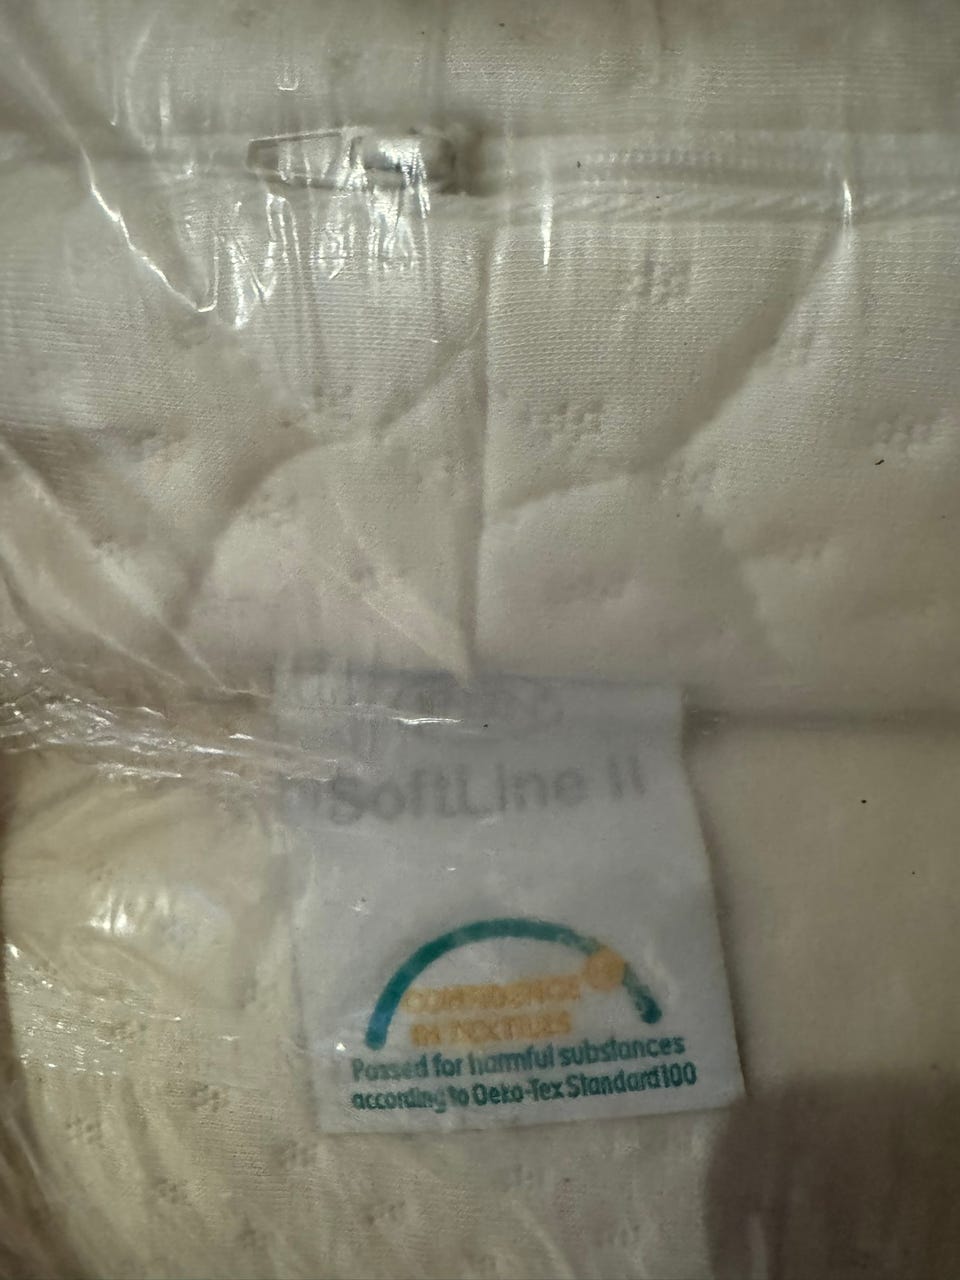 SoftLine II
CONFIDENCE
IN TEXTILES
Passed for harmful substances
according to Oeko-Tex Standard 100